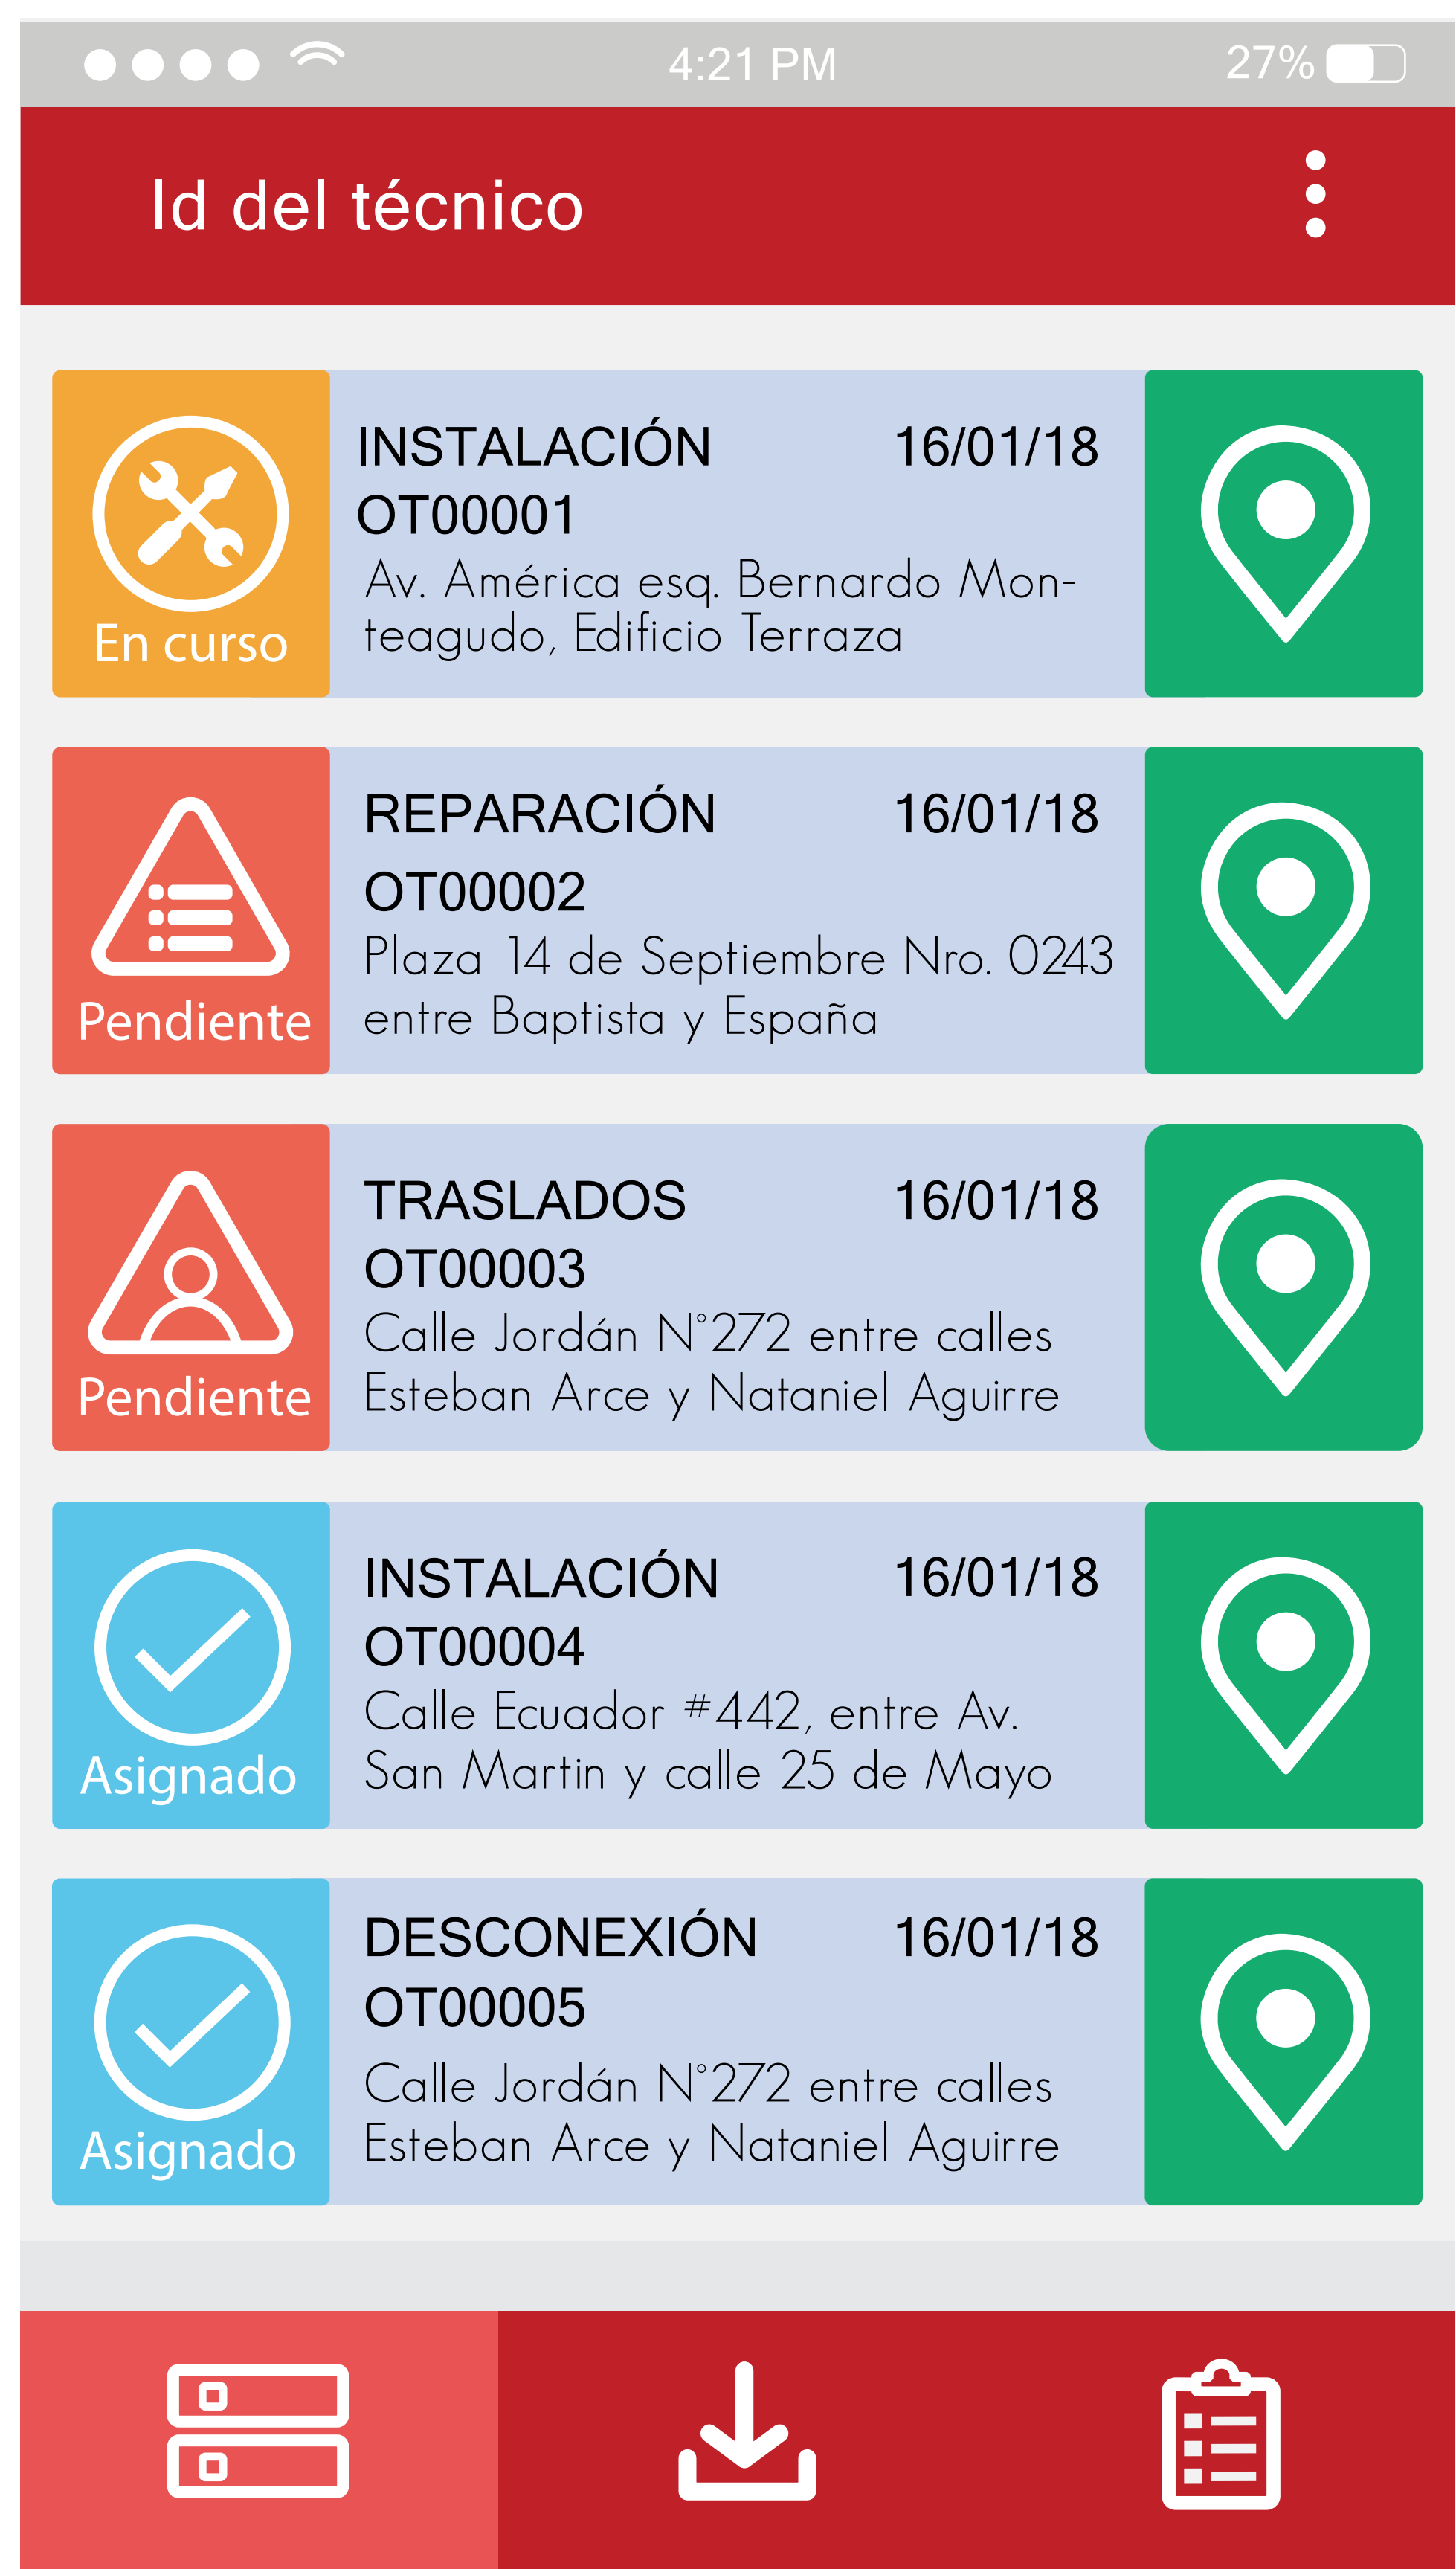 4:21 PM 27%
Id del técnico
INSTALACIÓN 16/01/18
OT00001
Av. América esq. Bernardo Mon-
teagudo, Edificio Terraza
En curso
REPARACIÓN 16/01/18
OT00002
Plaza 14 de Septiembre Nro. 0243
entre Baptista y España
Pendiente
TRASLADOS 16/01/18
OT00003
Calle Jordán N°272 entre calles
Esteban Arce y Nataniel Aguirre
Pendiente
INSTALACIÓN 16/01/18
OT00004
Calle Ecuador #442, entre Av.
San Martin y calle 25 de Mayo
Asignado
DESCONEXIÓN 16/01/18
OT00005
Calle Jordán N°272 entre calles
Esteban Arce y Nataniel Aguirre
Asignado